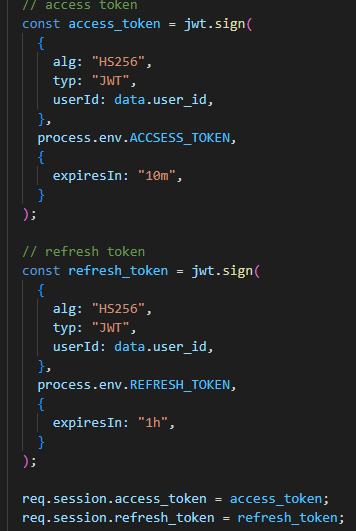 // access token
const access_token = jwt.sign(
{
alg: "HS256",
typ: "JWT",
userId: data.user_id,
},
process.env.ACCSESS_TOKEN,
{
expiresIn: "10m",
}
);
// refresh token
const refresh_token = jwt.sign(
{
alg: "HS256",
typ: "JWT",
userId: data.user_id,
},
process.env.REFRESH_TOKEN,
{
expiresIn: "1h",
}
);
req.session.access_token = access_token;
req.session.refresh_token = refresh_token;